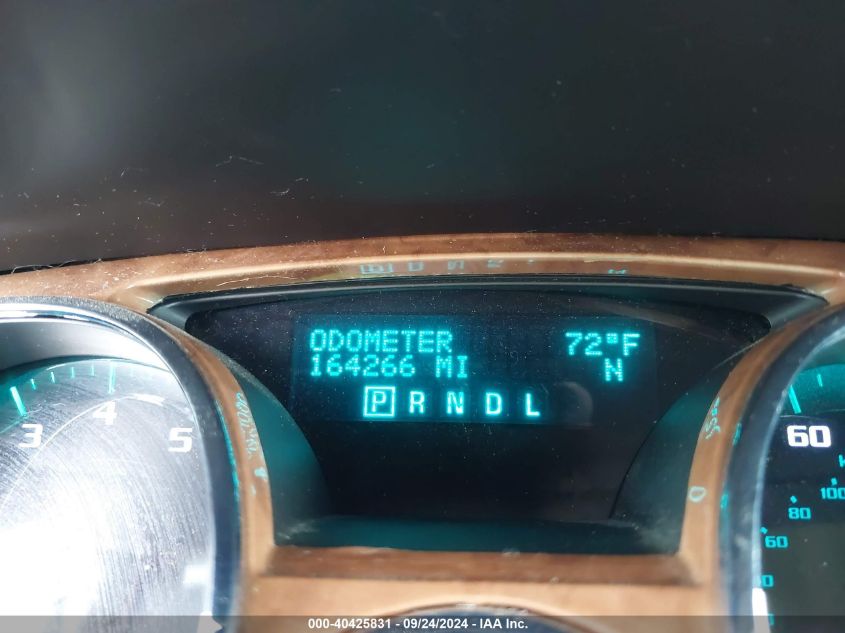 ODOMETER 72°F
164266 MI N
P R N D L
3 4 5
60
100
80
60
000-40425831 - 09/24/2024 - IAA Inc.